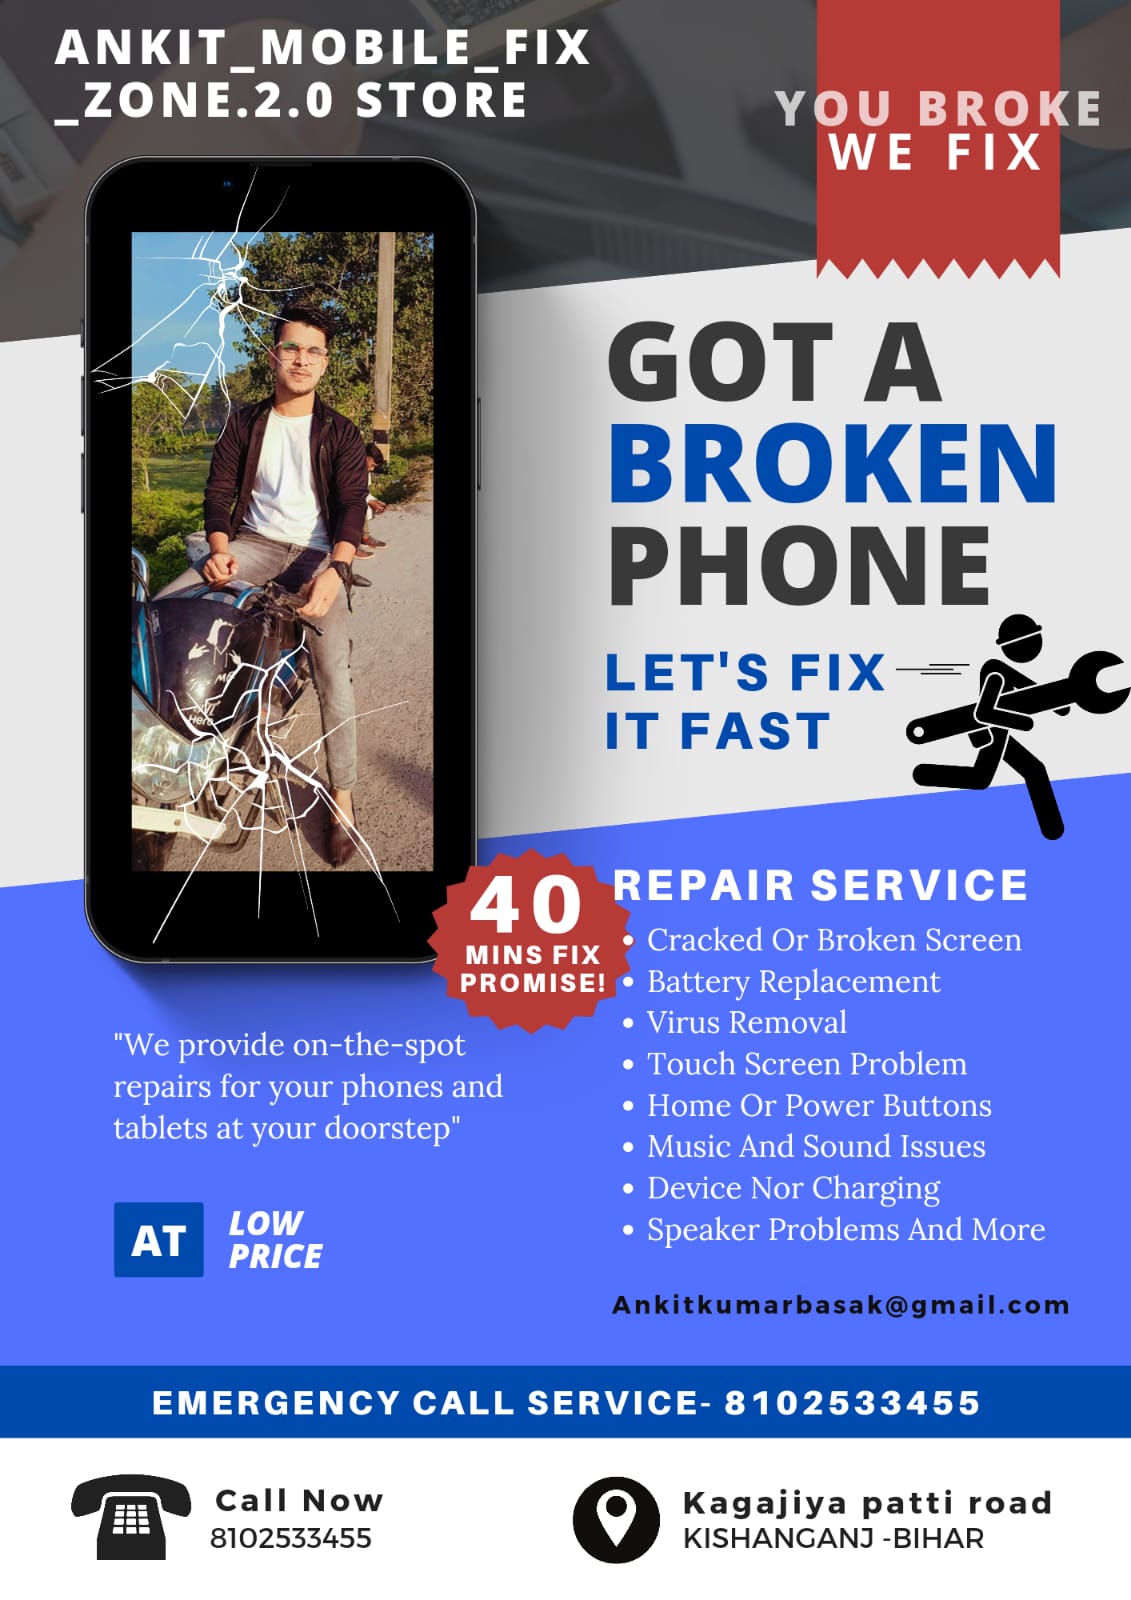 ANKIT_MOBILE_FIX
_ZONE.2.0 STORE
YOU BROKE
WE FIX
GOT A
BROKEN
PHONE
LET'S FIX
IT FAST
Hero
40
MINS FIX
PROMISE!
REPAIR SERVICE
• Cracked Or Broken Screen
• Battery Replacement
• Virus Removal
• Touch Screen Problem
• Home Or Power Buttons
• Music And Sound Issues
• Device Nor Charging
• Speaker Problems And More
"We provide on-the-spot
repairs for your phones and
tablets at your doorstep"
AT
LOW
PRICE
Ankitkumarbasak@gmail.com
EMERGENCY CALL SERVICE- 8102533455
Call Now
8102533455
Kagajiya patti road
KISHANGANJ -BIHAR